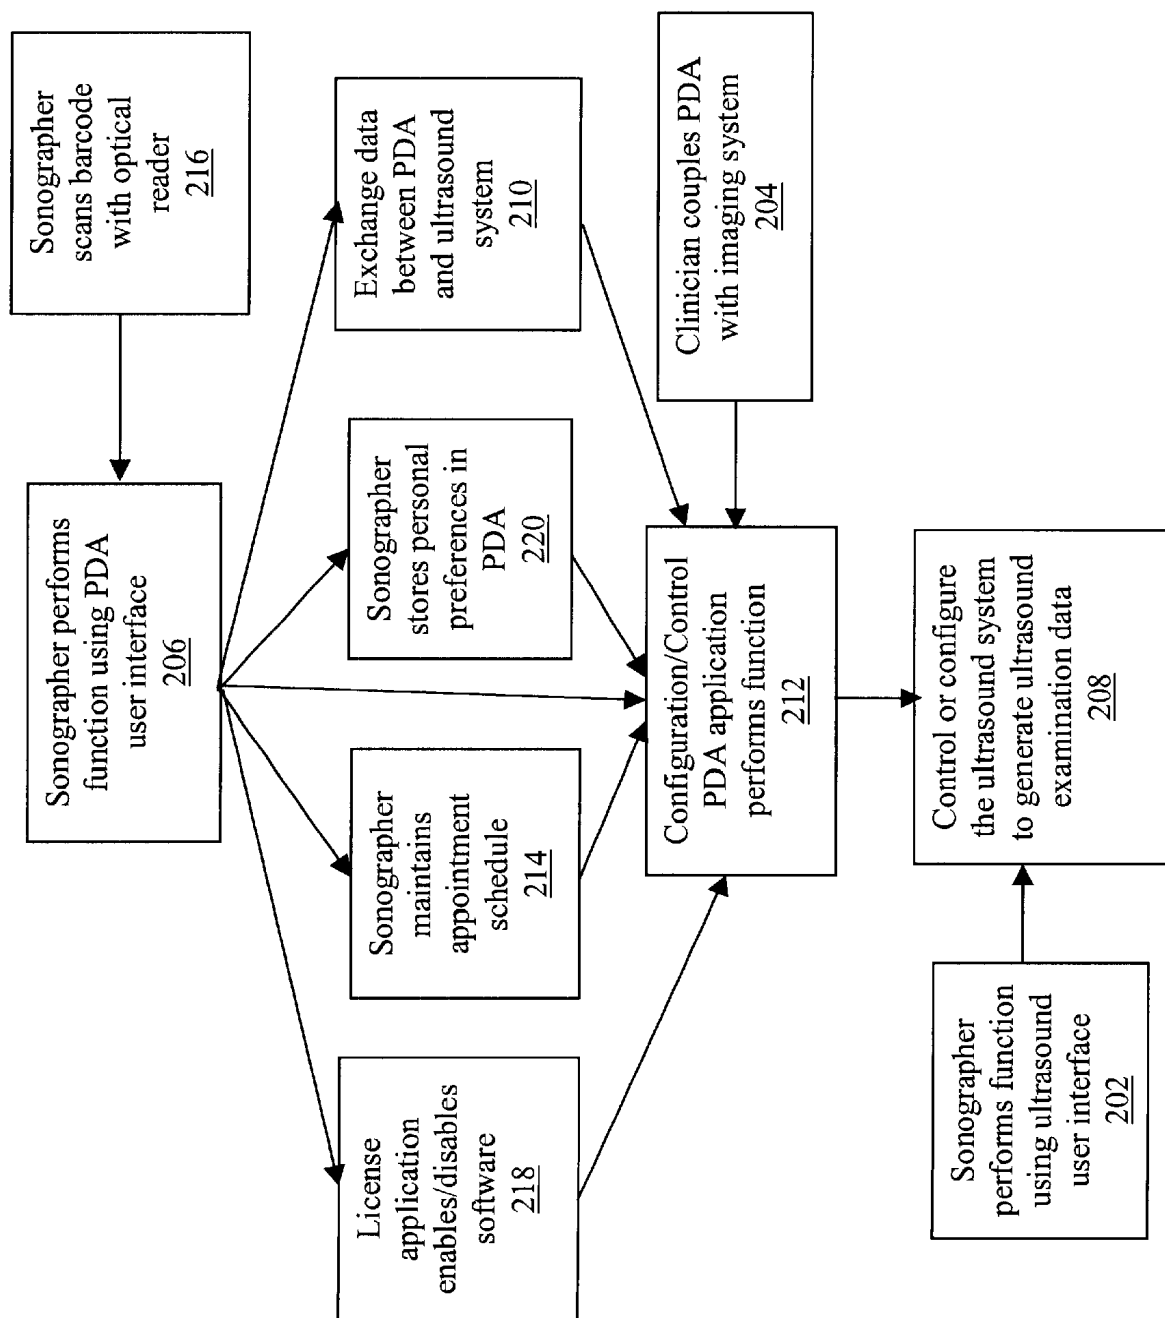 Sonographer
scans barcode
with optical
reader
216
Sonographer performs
function using PDA
user interface
206
Exchange data
between PDA
and ultrasound
system
210
Sonographer
stores personal
preferences in
PDA
220
Sonographer
maintains
appointment
schedule
214
License
application
enables/disables
software
218
Clinician couples PDA
with imaging system
204
Configuration/Control
PDA application
performs function
212
Control or configure
the ultrasound system
to generate ultrasound
examination data
208
Sonographer
performs function
using ultrasound
user interface
202